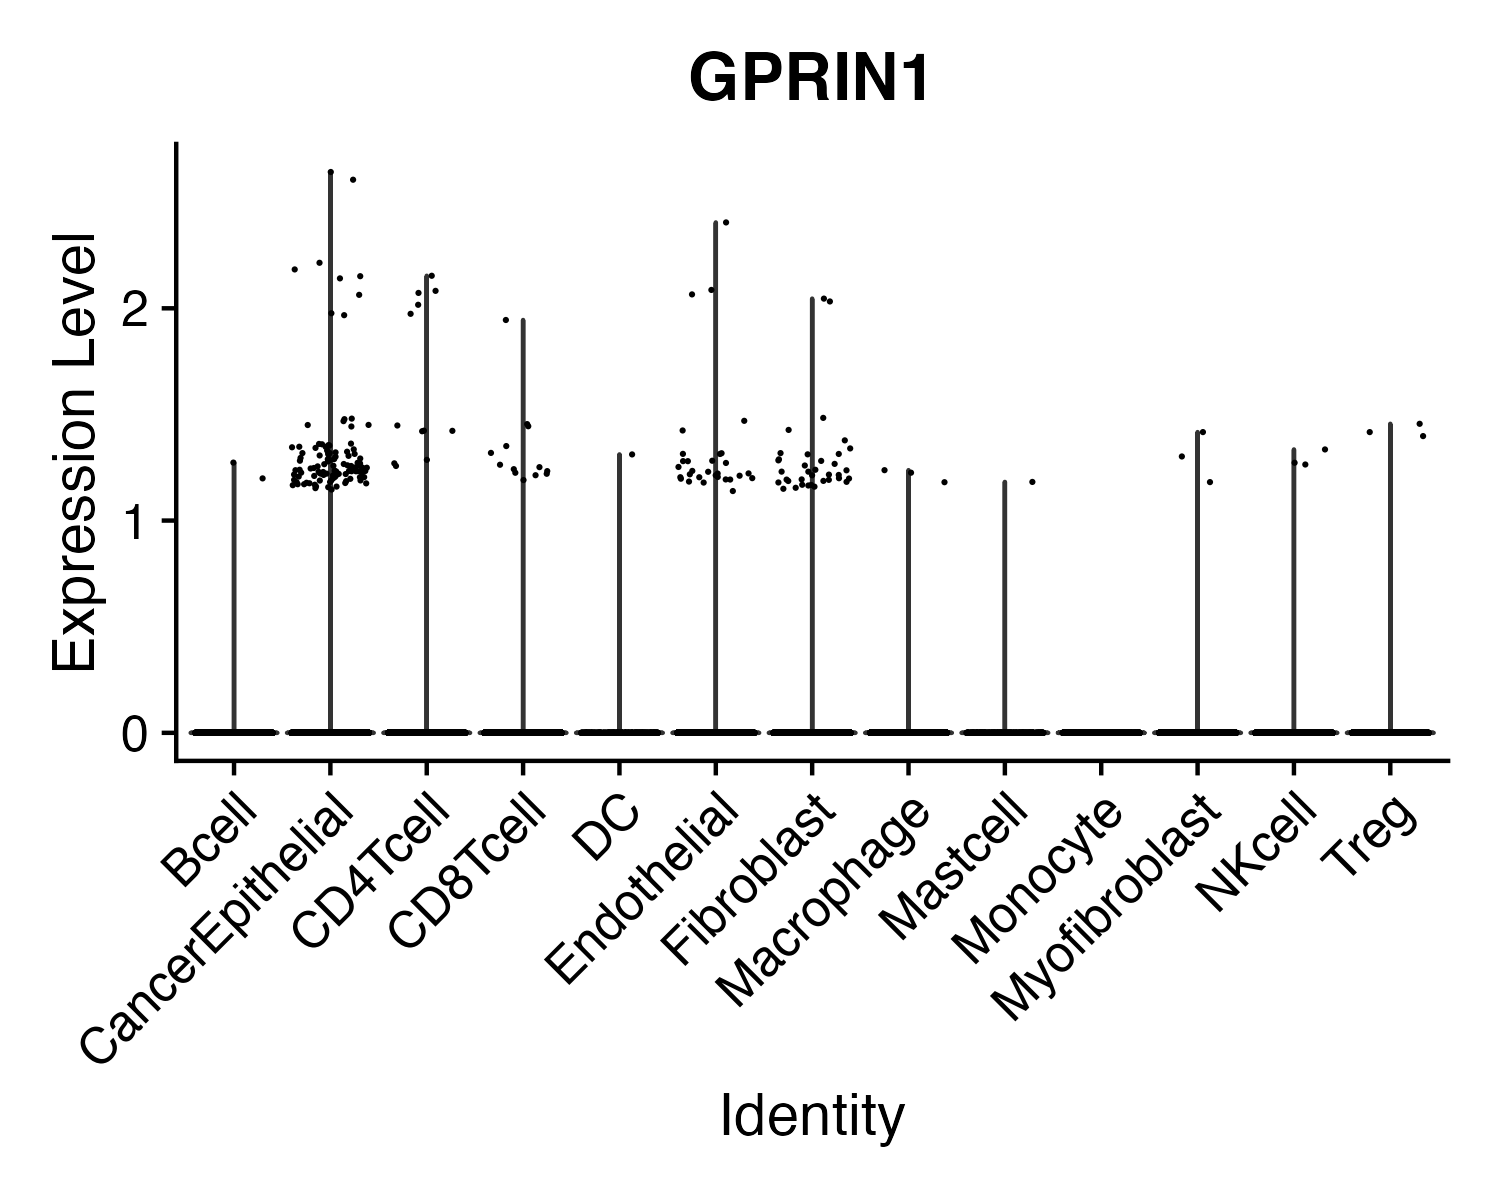 GPRIN1
Expression Level
2
1
0
Bcell
CancerEpithelial
CD4Tcell
CD8Tcell
DC
Endothelial
Fibroblast
Macrophage
Mastcell
Monocyte
Myofibroblast
NKcell
Treg
Identity